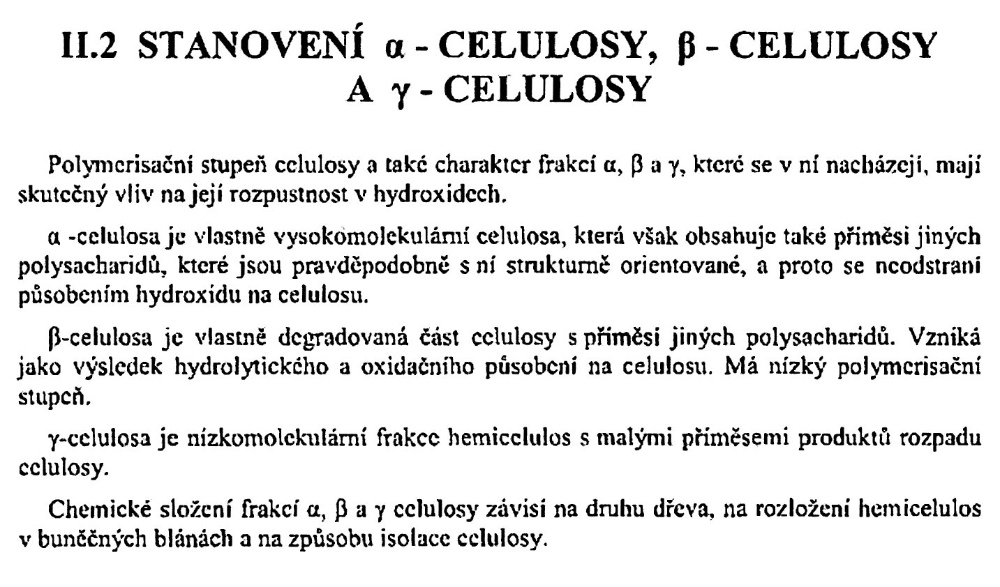 II.2 STANOVENÍ α - CELULOSY, β - CELULOSY
A γ - CELULOSY
Polymerisační stupeň celulosy a také charakter frakcí α, β a γ, které se v ní nacházejí, mají
skutečný vliv na její rozpustnost v hydroxidech.
α -celulosa je vlastně vysokomolekulární celulosa, která však obsahuje také příměsi jiných
polysacharidů, které jsou pravděpodobně s ní strukturně orientované, a proto se neodstraní
působením hydroxidu na celulosu.
β-celulosa je vlastně degradovaná část celulosy s příměsí jiných polysacharidů. Vzniká
jako výsledek hydrolytického a oxidačního působení na celulosu. Má nízký polymerisační
stupeň.
γ-celulosa je nízkomolekulární frakce hemicelulos s malými příměsemi produktů rozpadu
celulosy.
Chemické složení frakcí α, β a γ celulosy závisí na druhu dřeva, na rozložení hemicelulos
v buněčných blánách a na způsobu isolace celulosy.